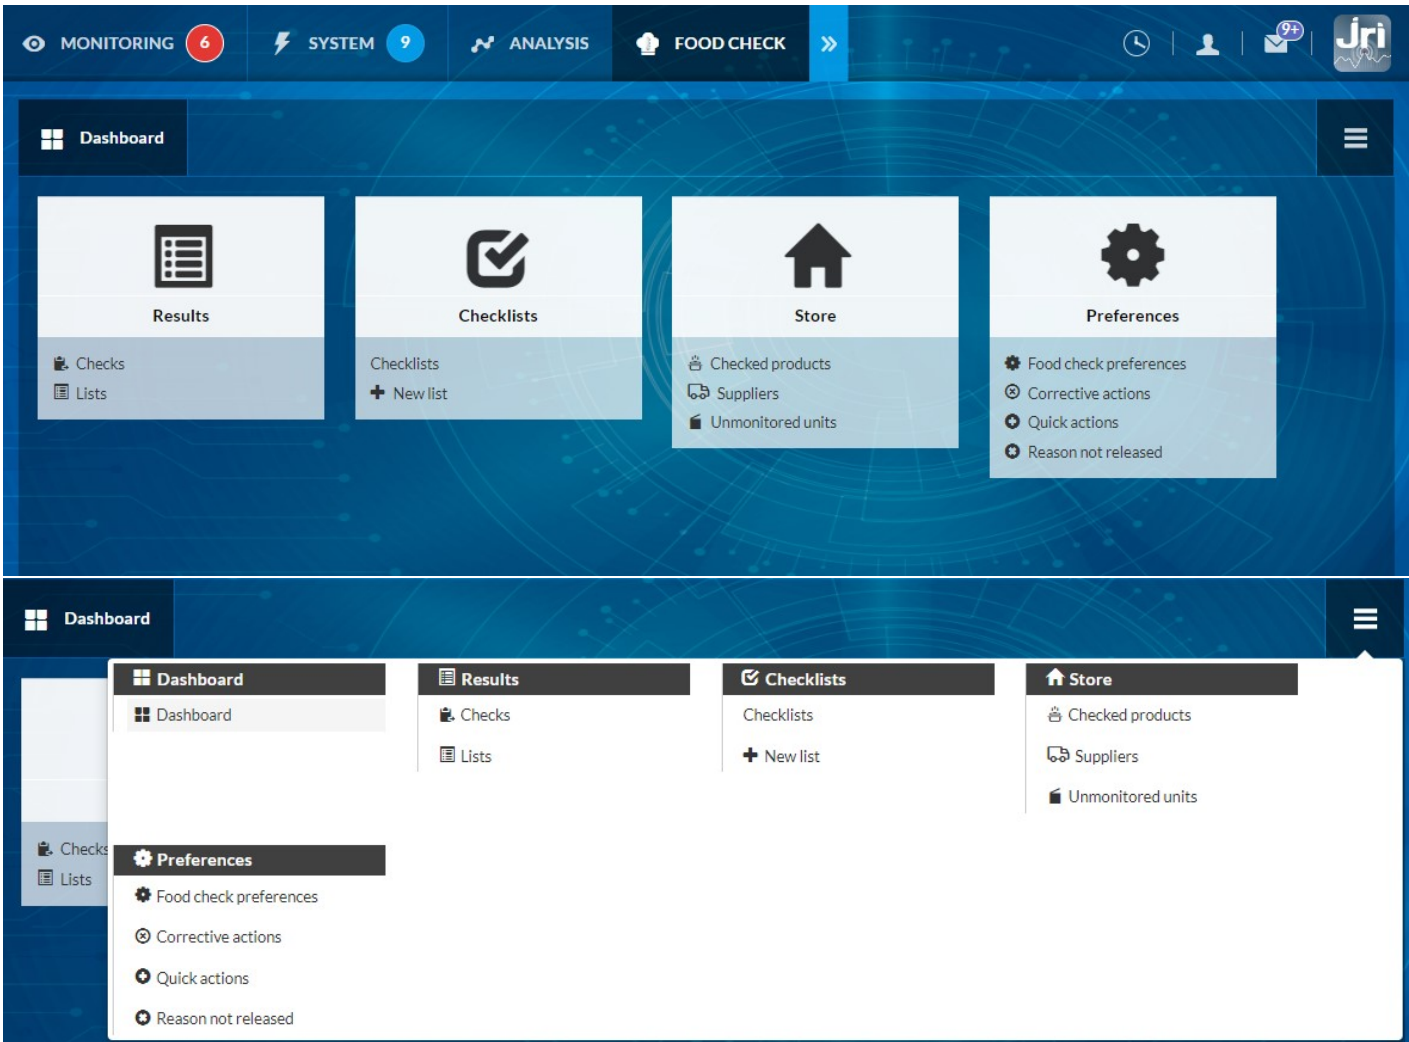 MONITORING 6 SYSTEM 9 ANALYSIS FOOD CHECK » 9+ jri
Dashboard
Results Checklists Store Preferences
Checks Checklists Checked products Food check preferences
Lists New list Suppliers Corrective actions
Unmonitored units Quick actions
Reason not released
Dashboard
Dashboard Results Checklists Store
Dashboard Checks Checklists Checked products
Lists New list Suppliers
Unmonitored units
Checks Preferences
Lists Food check preferences
Corrective actions
Quick actions
Reason not released